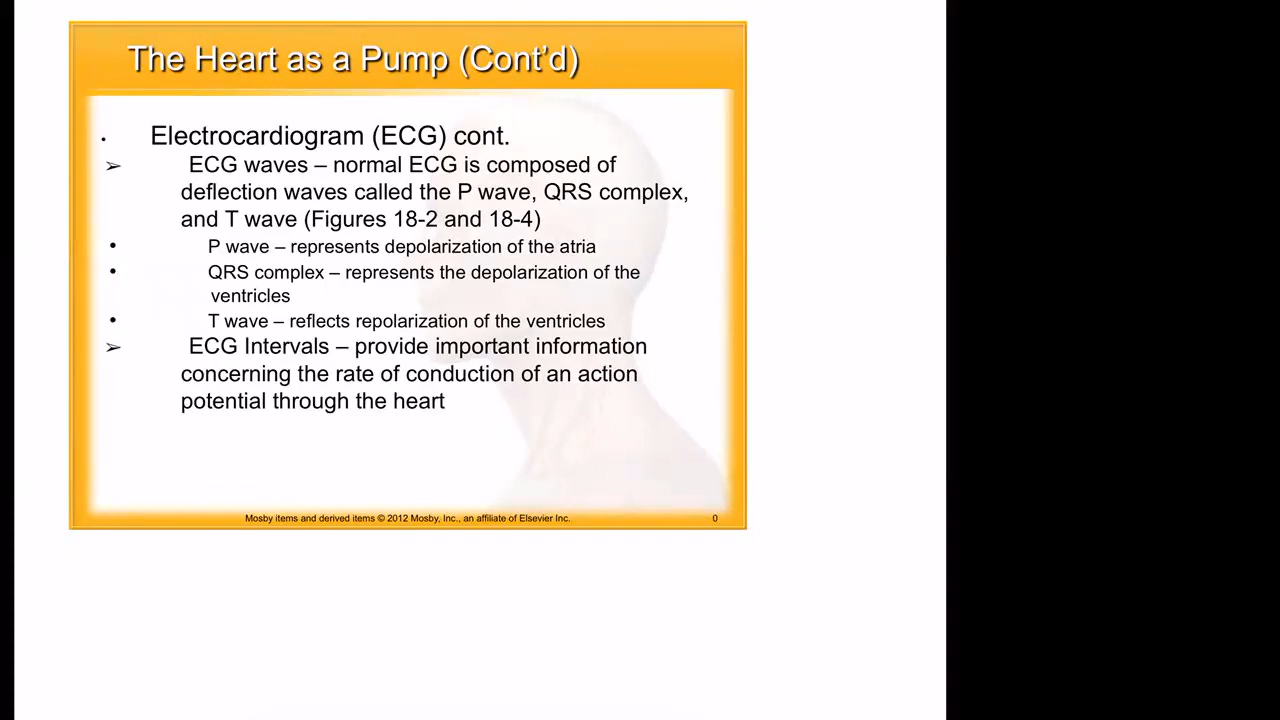 The Heart as a Pump (Cont’d)
• Electrocardiogram (ECG) cont.
➢ ECG waves – normal ECG is composed of
deflection waves called the P wave, QRS complex,
and T wave (Figures 18-2 and 18-4)
• P wave – represents depolarization of the atria
• QRS complex – represents the depolarization of the
ventricles
• T wave – reflects repolarization of the ventricles
➢ ECG Intervals – provide important information
concerning the rate of conduction of an action
potential through the heart
Mosby items and derived items © 2012 Mosby, Inc., an affiliate of Elsevier Inc. 0